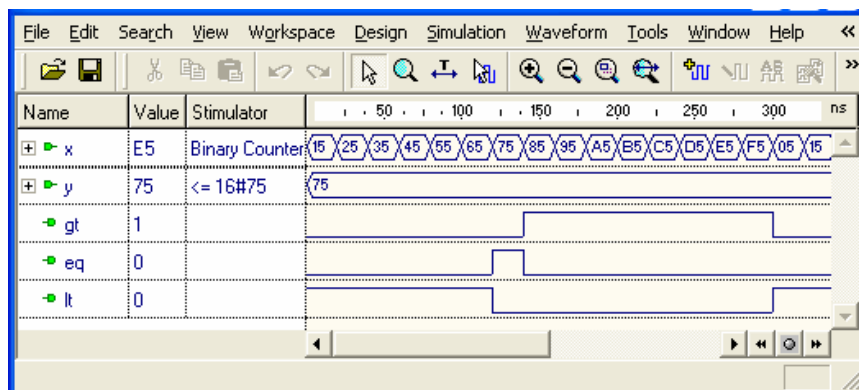 File Edit Search View Workspace Design Simulation Waveform Tools Window Help «
»
Name Value Stimulator 50 100 150 200 250 300 ns
x E5 Binary Counter 15 25 35 45 55 65 75 85 95 A5 B5 C5 D5 E5 F5 05 15
y 75 <= 16#75 75
gt 1
eq 0
lt 0